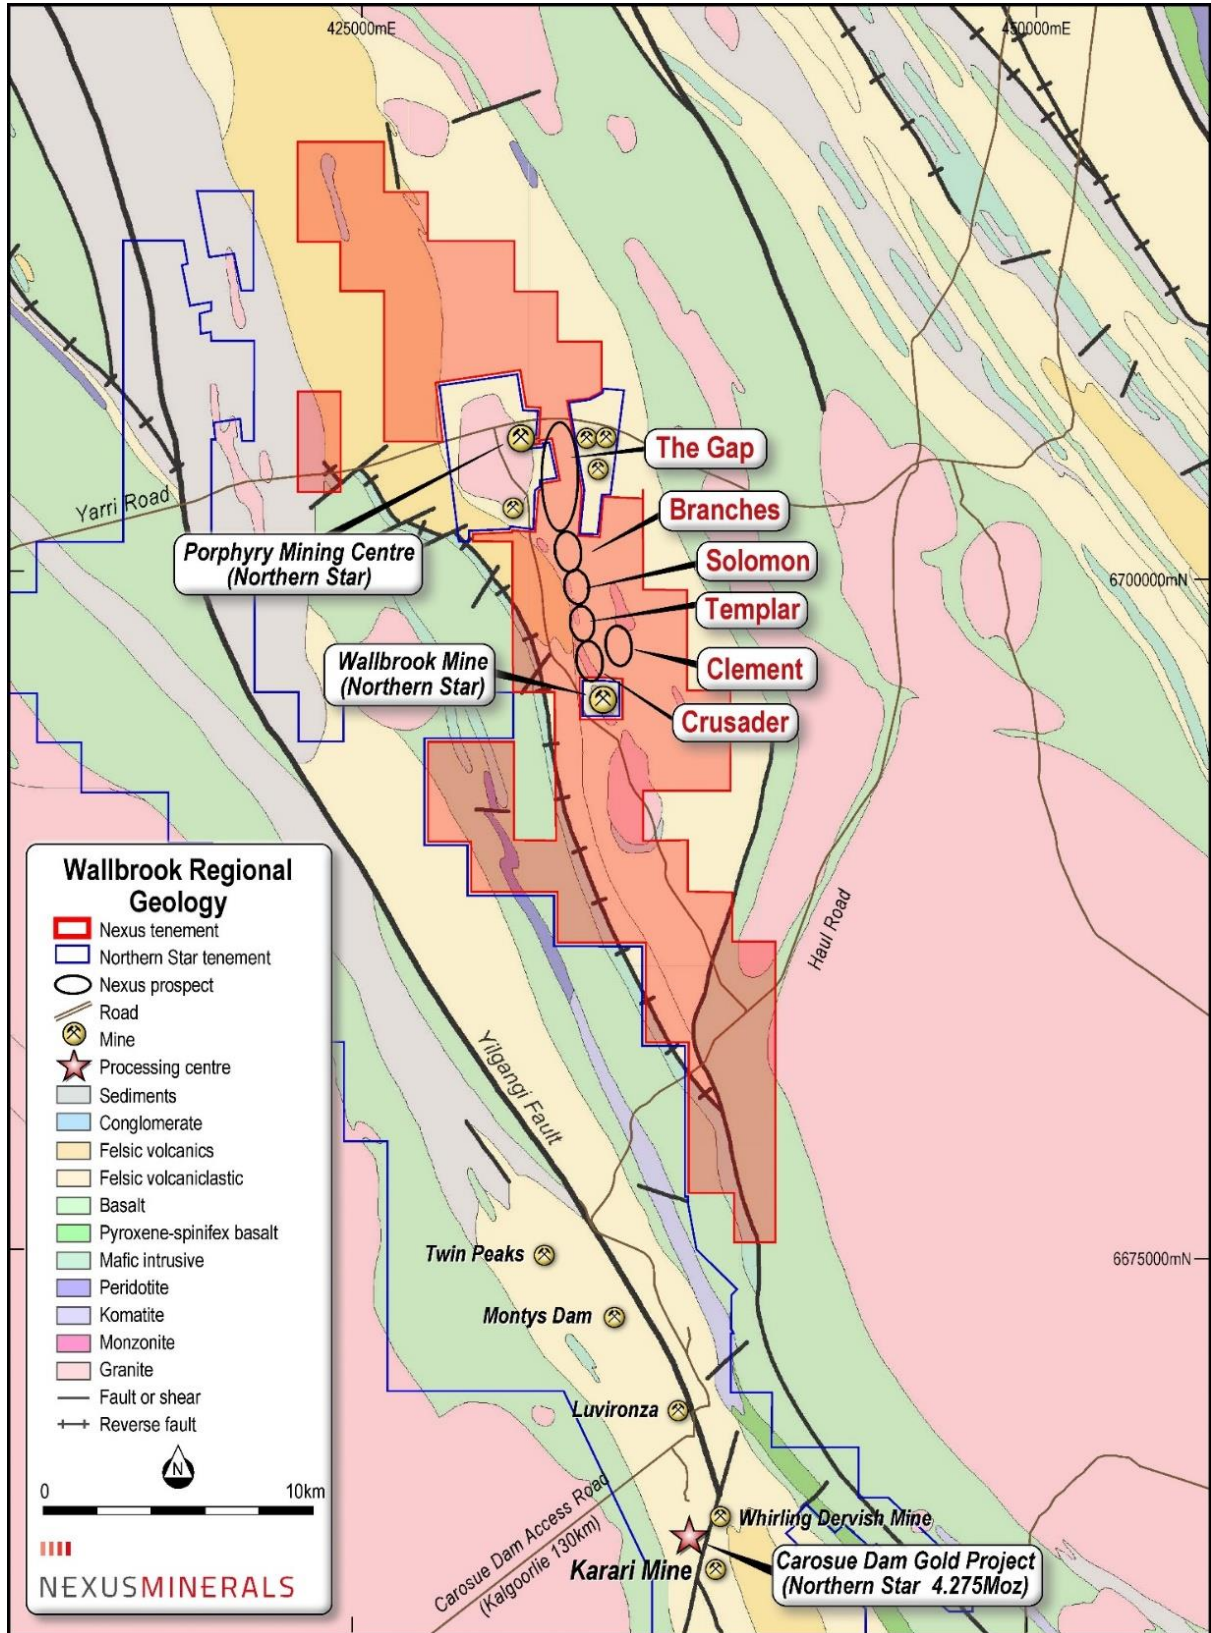 425000mE
450000mE
The Gap
Branches
Yarri Road
Porphyry Mining Centre
(Northern Star)
Solomon
6700000mN
Templar
Wallbrook Mine
(Northern Star)
Clement
Crusader
Wallbrook Regional
Geology
Nexus tenement
Northern Star tenement
Nexus prospect
Road
Mine
Processing centre
Sediments
Conglomerate
Felsic volcanics
Felsic volcaniclastic
Basalt
Pyroxene-spinifex basalt
Mafic intrusive
Peridotite
Komatite
Monzonite
Granite
Fault or shear
Reverse fault
N
0 10km
NEXUSMINERALS
Haul Road
Yilgangi Fault
Twin Peaks
6675000mN
Montys Dam
Luvironza
Carosue Dam Access Road
(Kalgoorlie 130km)
Whirling Dervish Mine
Karari Mine
Carosue Dam Gold Project
(Northern Star 4.275Moz)